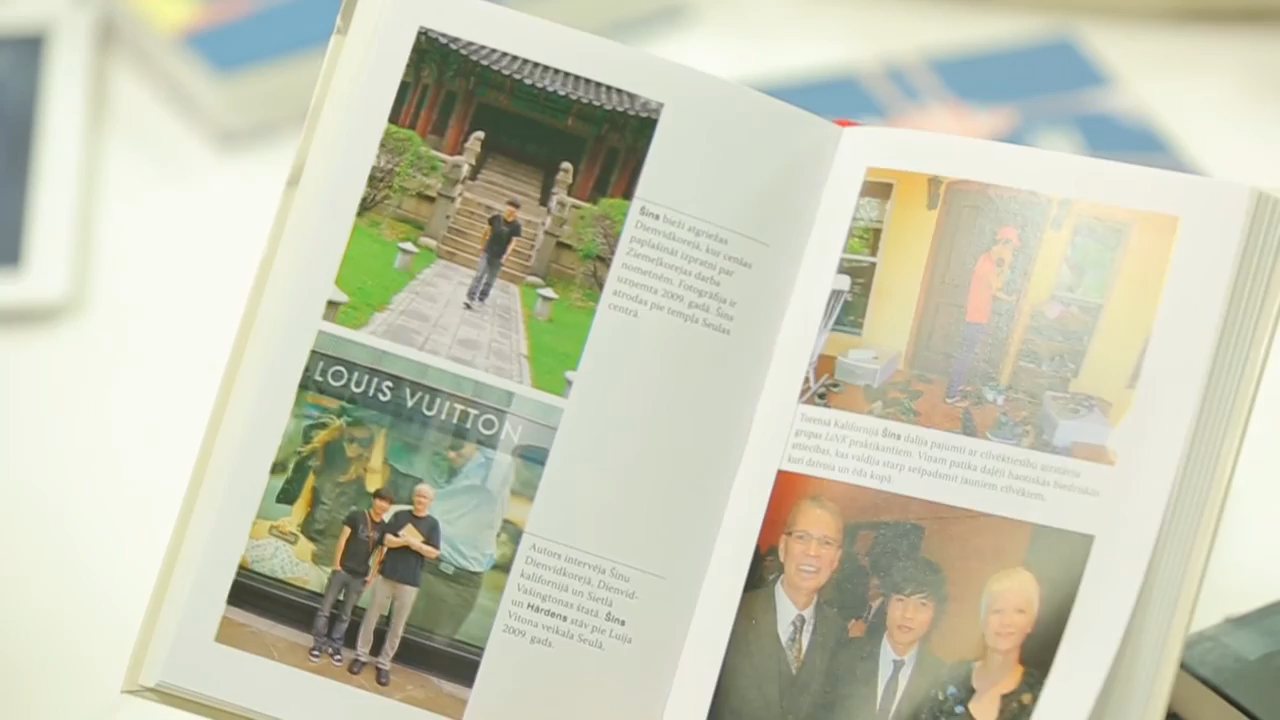 Šins bieži atgriežas
Dienvidkorejā, kur cenšas
paplašināt izpratni par
Ziemeļkorejas darba
nometnēm. Fotogrāfija ir
uzņemta 2009. gadā. Šins
atrodas pie tempļa Seulas
centrā.
LOUIS VUITTON
Autors intervēja Šinu
Dienvidkorejā, Dienvid-
kalifornijā un Sietlā
Vašingtonas štatā. Šins
un Hārdens stāv pie Luija
Vitona veikala Seulā,
2009. gads.
Torensā Kalifornijā Šins dalīja pajumti ar cilvēktiesību aizstāvju
grupas LiNK praktikantiem. Viņam patika daļēji haotiskās biedriskās
attiecības, kas valdīja starp sešpadsmit jauniem cilvēkiem,
kuri dzīvoja un ēda kopā.